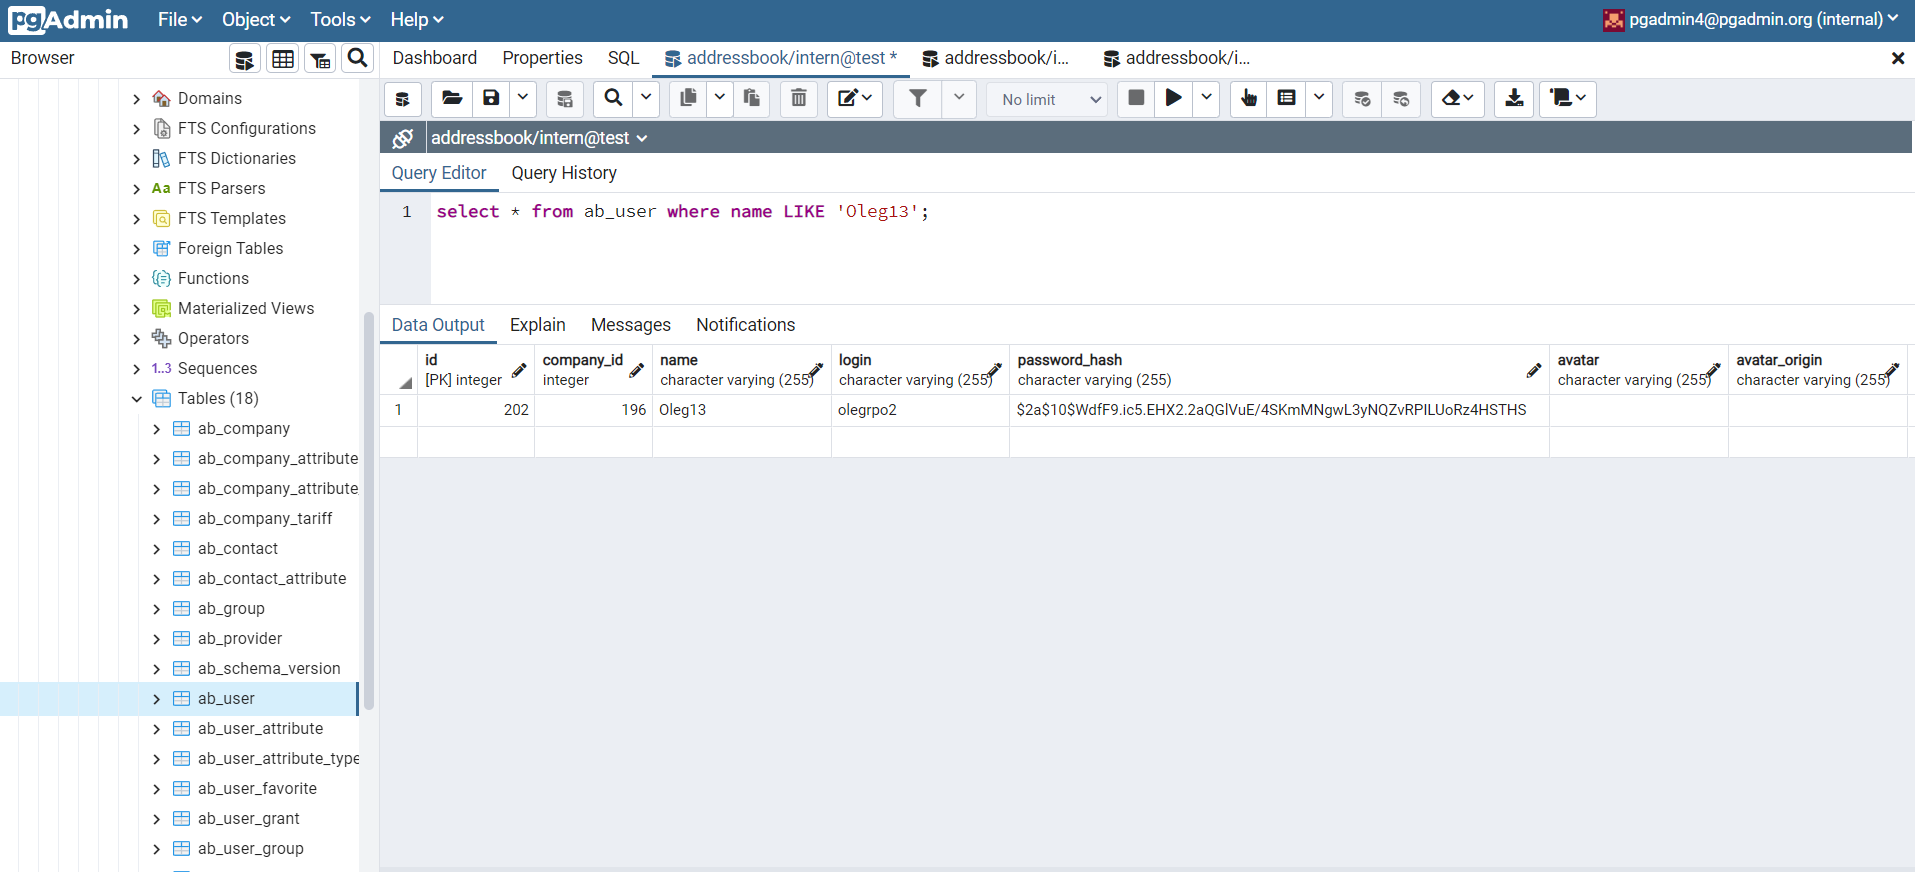 pgAdmin File Object Tools Help pgadmin4@pgadmin.org (internal)
Browser
Dashboard Properties SQL addressbook/intern@test * addressbook/i... addressbook/i...
Domains
FTS Configurations
FTS Dictionaries
Aa FTS Parsers
FTS Templates
Foreign Tables
Functions
Materialized Views
Operators
1..3 Sequences
Tables (18)
ab_company
ab_company_attribute
ab_company_attribute
ab_company_tariff
ab_contact
ab_contact_attribute
ab_group
ab_provider
ab_schema_version
ab_user
ab_user_attribute
ab_user_attribute_type
ab_user_favorite
ab_user_grant
ab_user_group
No limit
addressbook/intern@test
Query Editor Query History
1 select * from ab_user where name LIKE 'Oleg13';
Data Output Explain Messages Notifications
id company_id name login password_hash avatar avatar_origin
[PK] integer integer character varying (255) character varying (255) character varying (255) character varying (255) character varying (255)
1 202 196 Oleg13 olegrpo2 $2a$10$WdfF9.ic5.EHX2.2aQGlVuE/4SKmMNgwL3yNQZvRPILUoRz4HSTHS